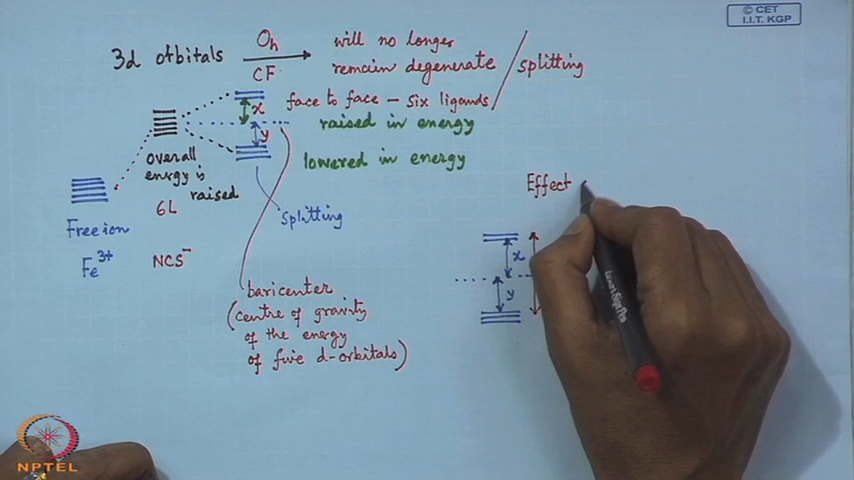 © CET
I.I.T. KGP
3d orbitals
Oh
CF
will no longer
remain degenerate
splitting
face to face - six ligands
x
raised in energy
y
lowered in energy
overall
energy is
raised
6L
NCS-
Free ion
Fe3+
splitting
baricenter
(centre of gravity
of the energy
of five d-orbitals)
Effect
x
y
NPTEL